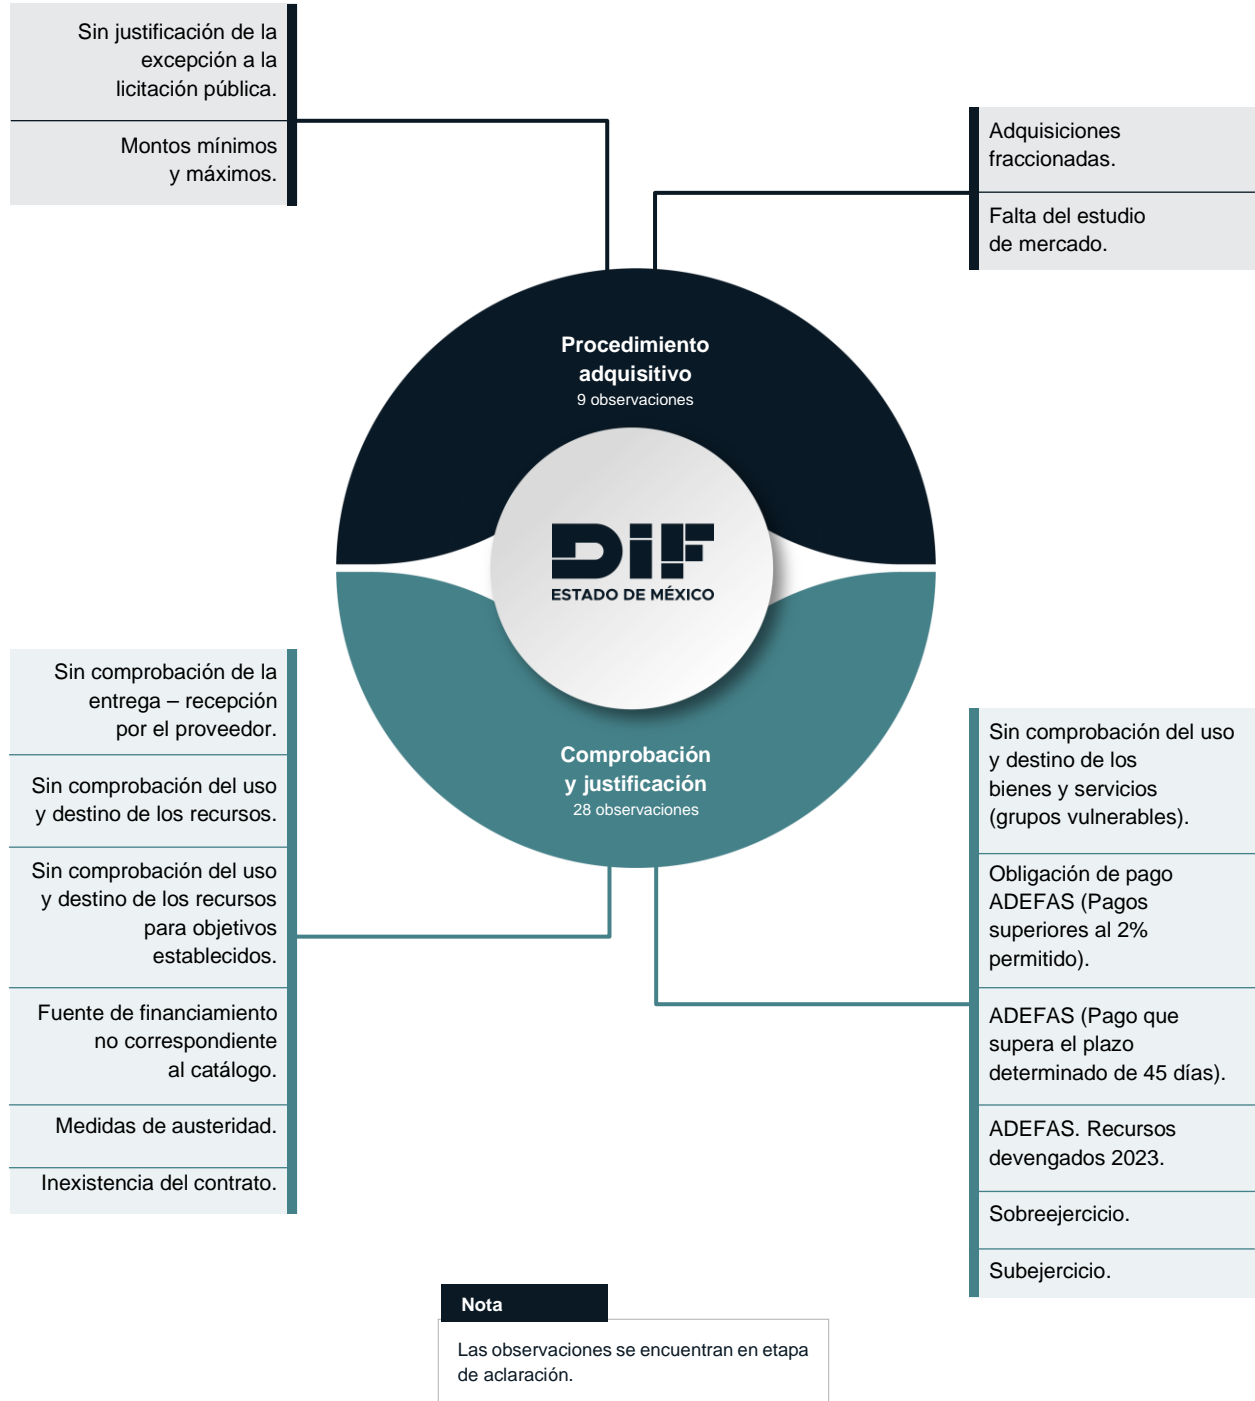 Sin justificación de la
excepción a la
licitación pública.
Montos mínimos
y máximos.
Adquisiciones
fraccionadas.
Falta del estudio
de mercado.
Procedimiento
adquisitivo
9 observaciones
DiF
ESTADO DE MÉXICO
Comprobación
y justificación
28 observaciones
Sin comprobación de la
entrega – recepción
por el proveedor.
Sin comprobación del uso
y destino de los recursos.
Sin comprobación del uso
y destino de los recursos
para objetivos
establecidos.
Fuente de financiamiento
no correspondiente
al catálogo.
Medidas de austeridad.
Inexistencia del contrato.
Sin comprobación del uso
y destino de los
bienes y servicios
(grupos vulnerables).
Obligación de pago
ADEFAS (Pagos
superiores al 2%
permitido).
ADEFAS (Pago que
supera el plazo
determinado de 45 días).
ADEFAS. Recursos
devengados 2023.
Sobreejercicio.
Subejercicio.
Nota
Las observaciones se encuentran en etapa
de aclaración.